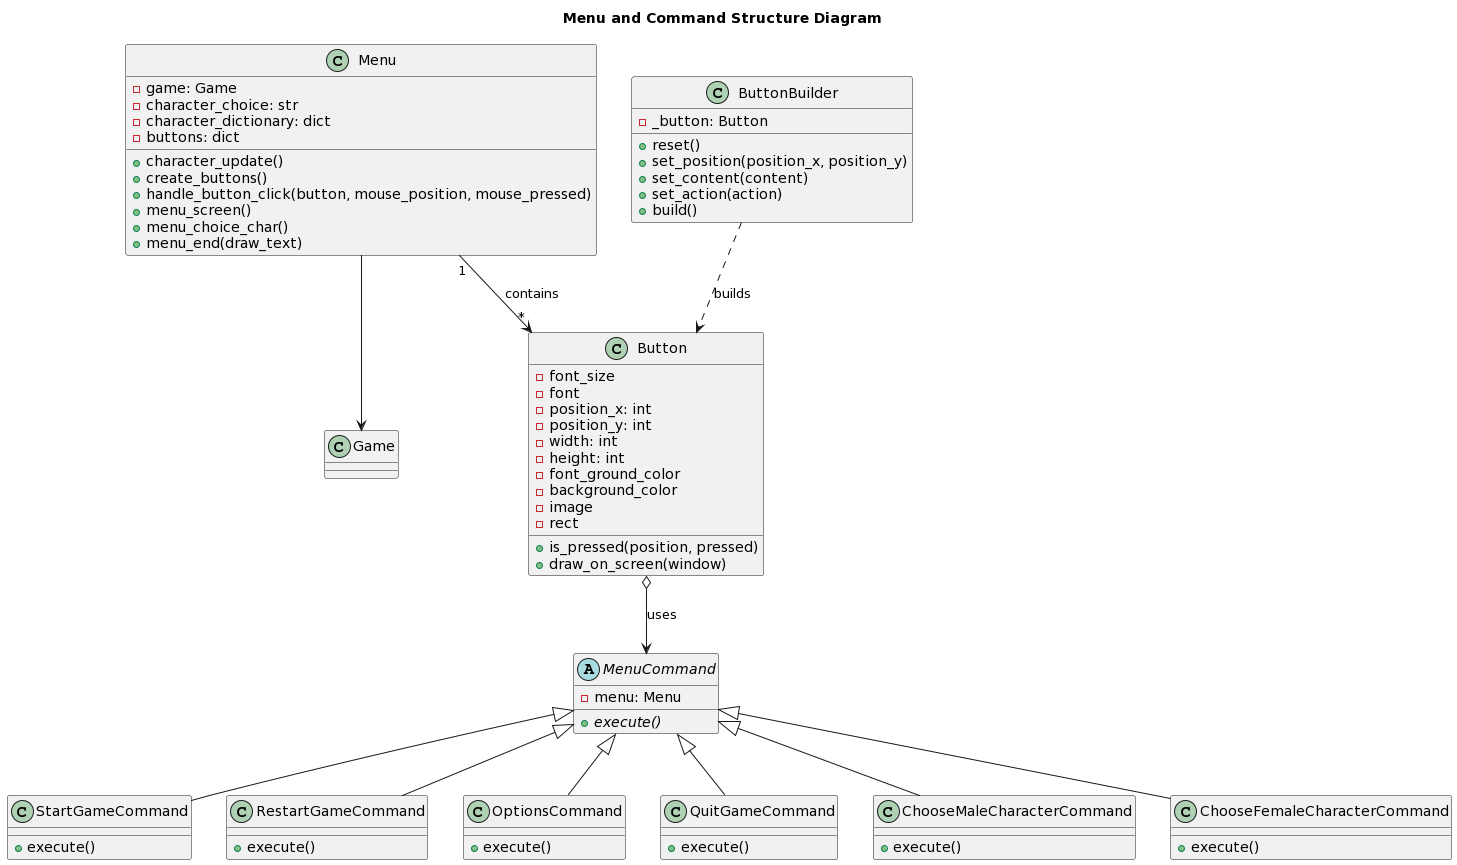 Menu and Command Structure Diagram
C Menu
game: Game
character_choice: str
character_dictionary: dict
buttons: dict
character_update()
create_buttons()
handle_button_click(button, mouse_position, mouse_pressed)
menu_screen()
menu_choice_char()
menu_end(draw_text)
C ButtonBuilder
_button: Button
reset()
set_position(position_x, position_y)
set_content(content)
set_action(action)
build()
1
contains
*
builds
C Game
C Button
font_size
font
position_x: int
position_y: int
width: int
height: int
font_ground_color
background_color
image
rect
is_pressed(position, pressed)
draw_on_screen(window)
uses
A MenuCommand
menu: Menu
execute()
C StartGameCommand
execute()
C RestartGameCommand
execute()
C OptionsCommand
execute()
C QuitGameCommand
execute()
C ChooseMaleCharacterCommand
execute()
C ChooseFemaleCharacterCommand
execute()